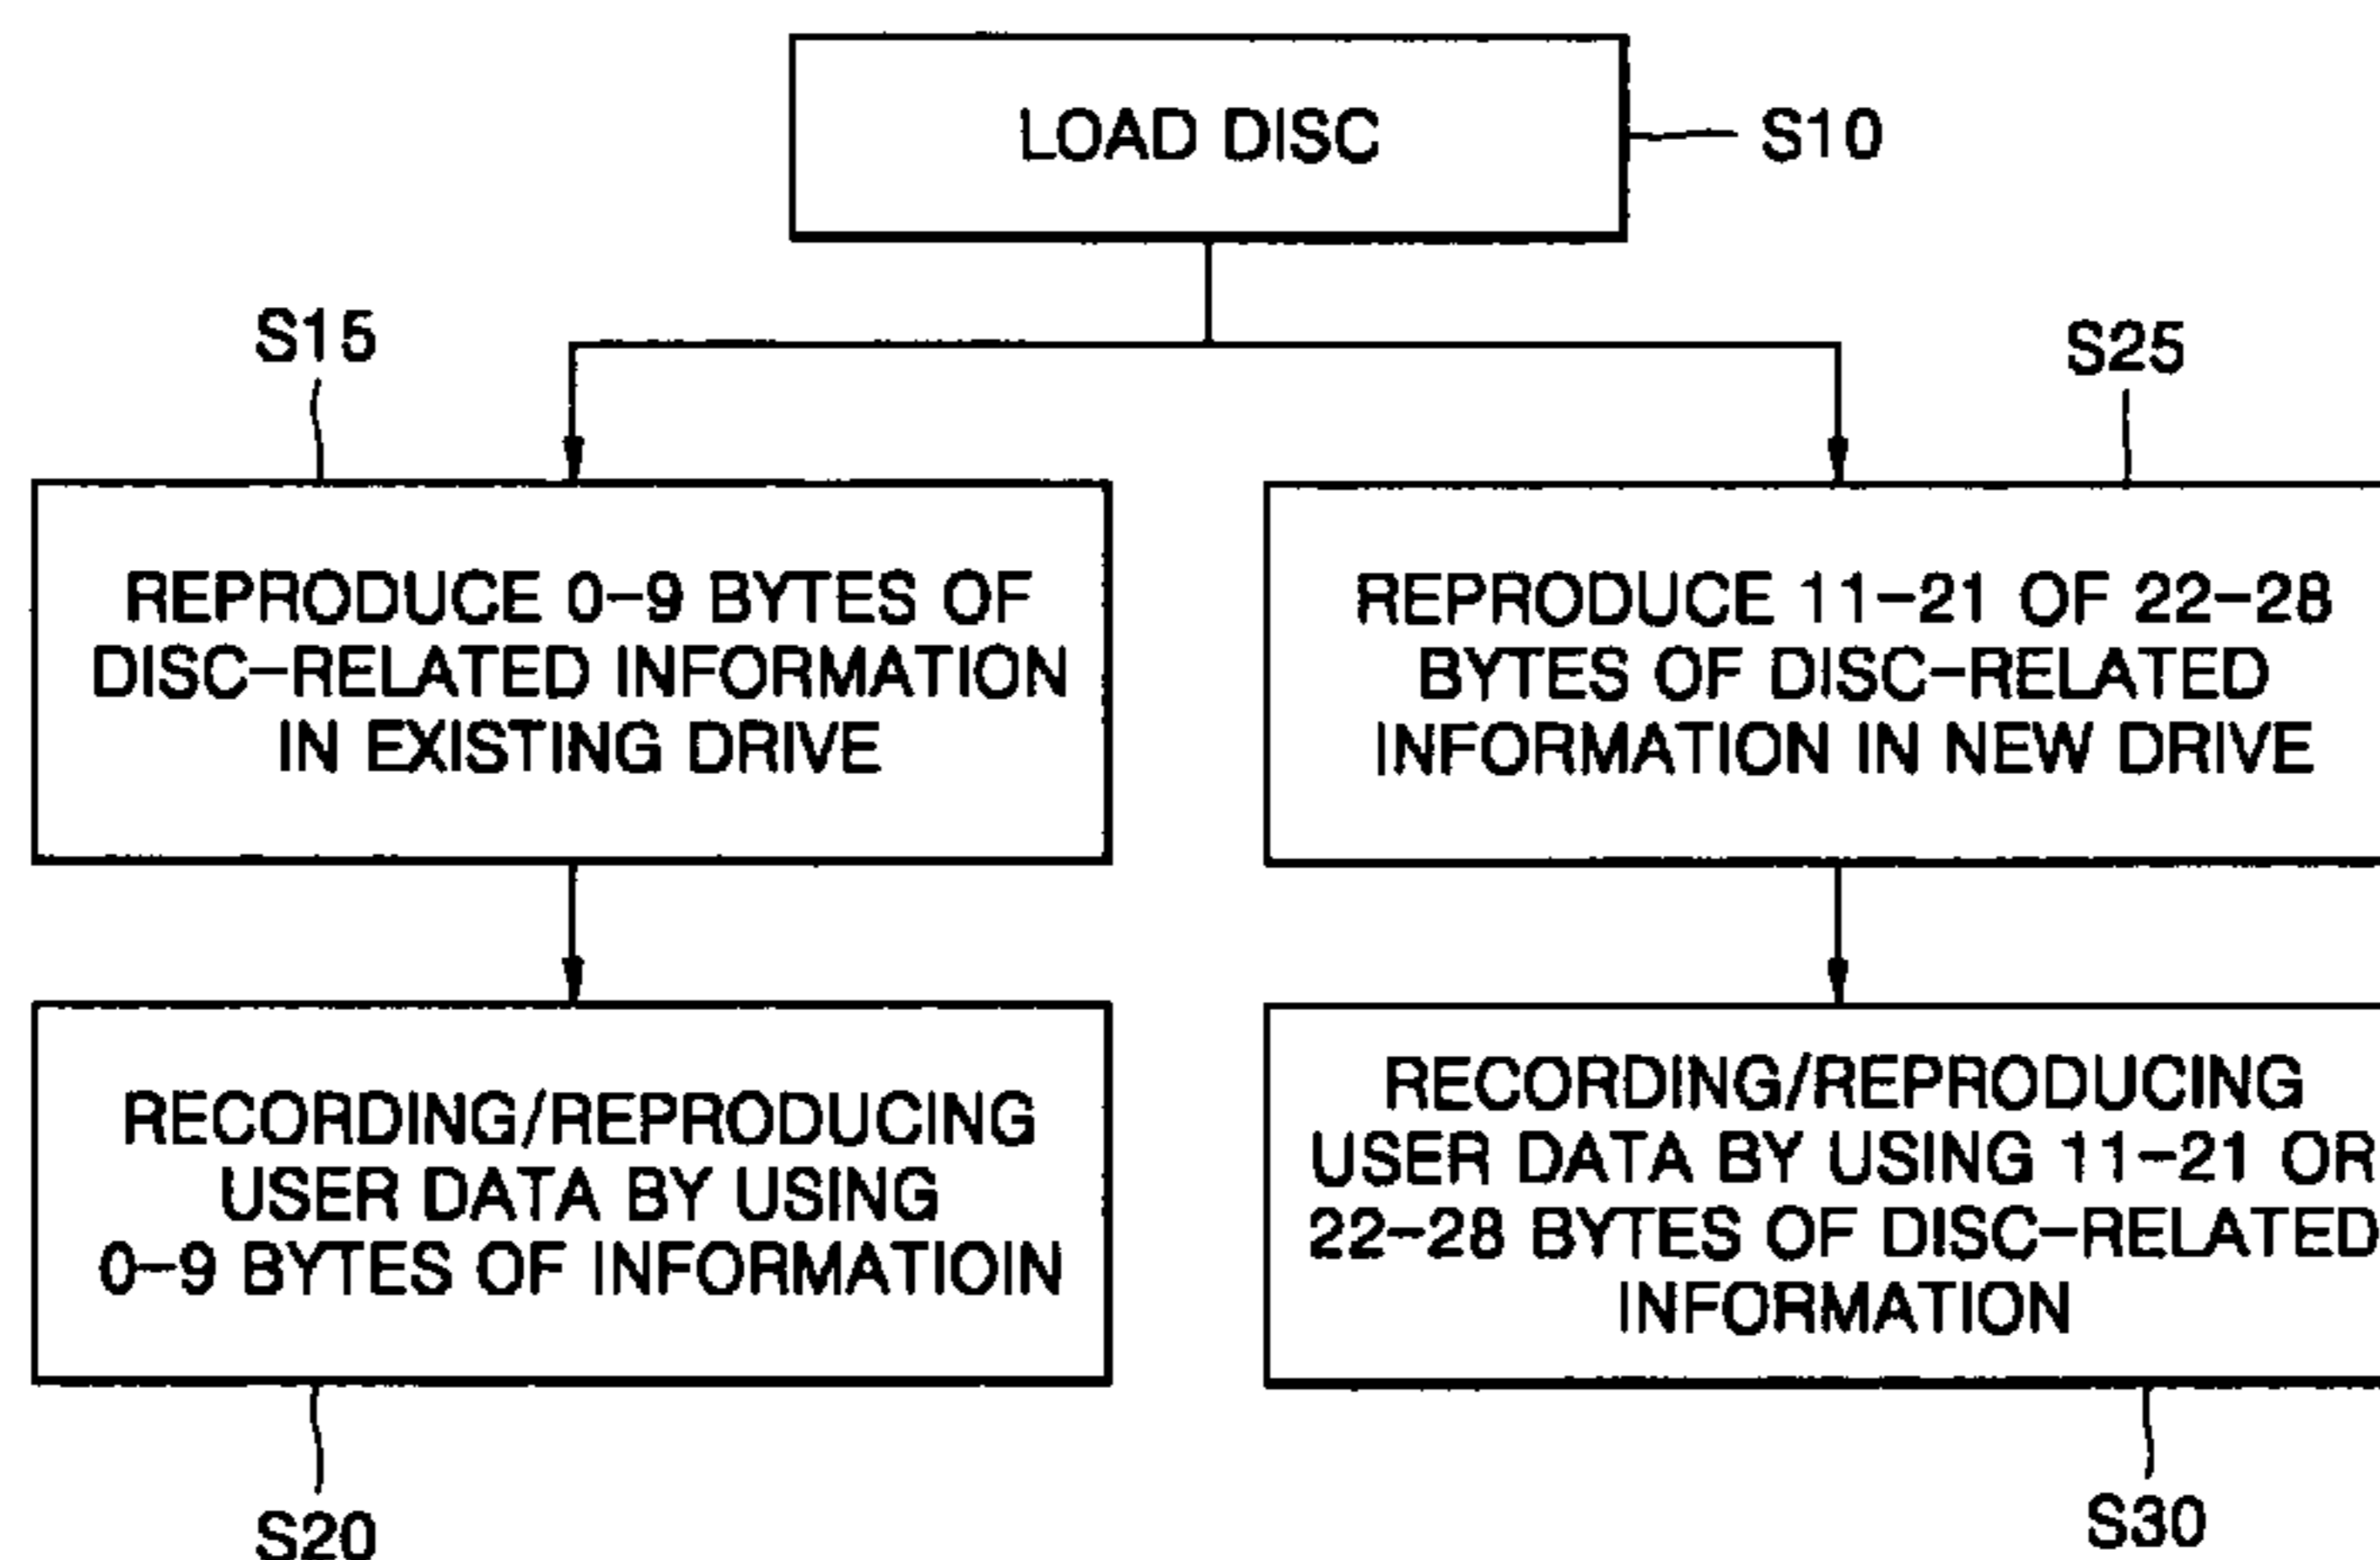 LOAD DISC
S10
S15
S25
REPRODUCE 0-9 BYTES OF
DISC-RELATED INFORMATION
IN EXISTING DRIVE
REPRODUCE 11-21 OF 22-28
BYTES OF DISC-RELATED
INFORMATION IN NEW DRIVE
RECORDING/REPRODUCING
USER DATA BY USING
0-9 BYTES OF INFORMATIOIN
RECORDING/REPRODUCING
USER DATA BY USING 11-21 OR
22-28 BYTES OF DISC-RELATED
INFORMATION
S20
S30